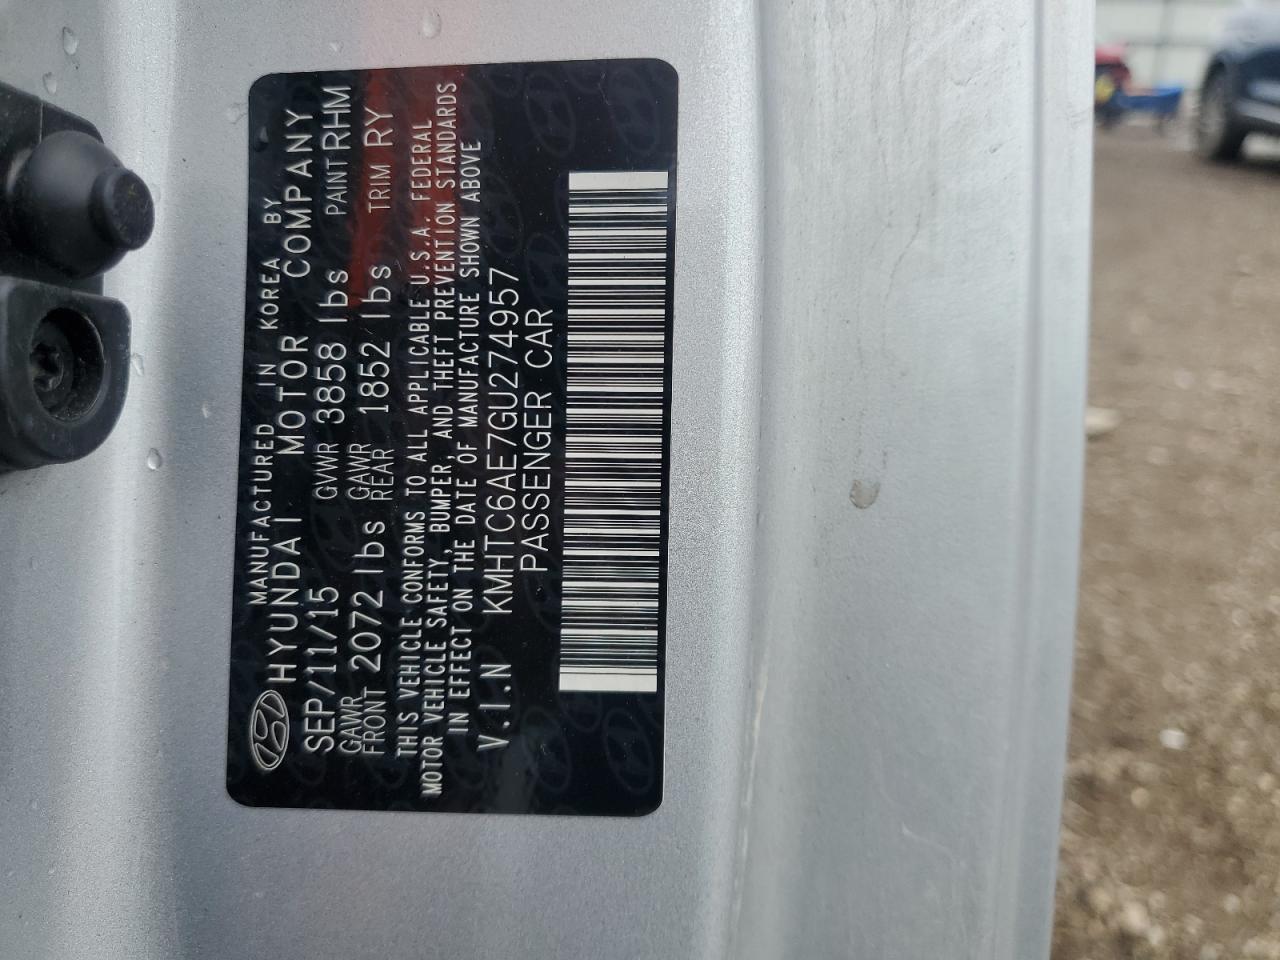 MANUFACTURED IN KOREA BY
HYUNDAI MOTOR COMPANY
SEP/11/15 GVWR 3858 lbs PAINT RHM
GAWR FRONT 2072 lbs GAWR REAR 1852 lbs TRIM RY
THIS VEHICLE CONFORMS TO ALL APPLICABLE U.S.A. FEDERAL
MOTOR VEHICLE SAFETY, BUMPER, AND THEFT PREVENTION STANDARDS
IN EFFECT ON THE DATE OF MANUFACTURE SHOWN ABOVE
V.I.N KMHTC6AE7GU274957
PASSENGER CAR